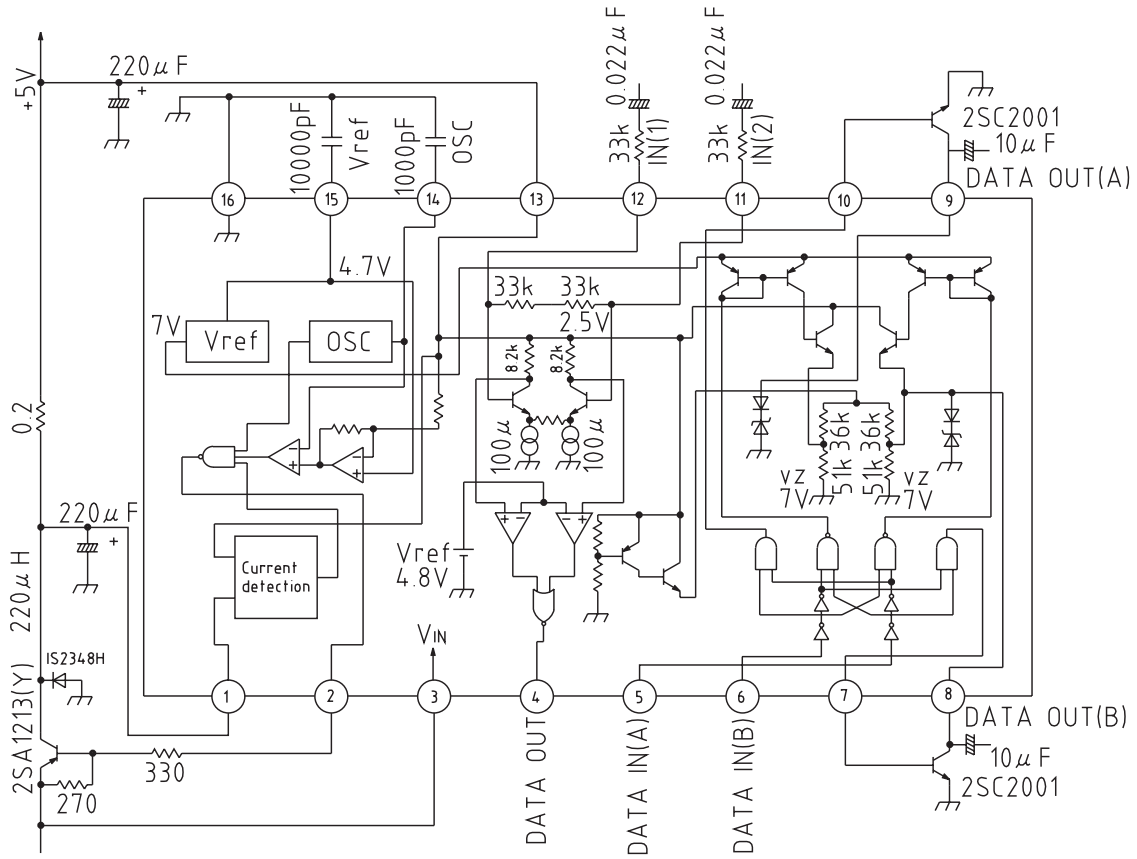 +5V
220μF
+
10000pF
Vref
1000pF
OSC
0.022μF
33k
IN(1)
0.022μF
33k
IN(2)
2SC2001
10μF
DATA OUT(A)
16
15
14
13
12
11
10
9
4.7V
7V
Vref
OSC
33k
33k
2.5V
8.2k
8.2k
100μ
100μ
0.2
36k
36k
51k
51k
VZ
7V
VZ
7V
220μF
+
Vref
4.8V
Current
detection
220μH
IS2348H
VIN
2SA1213(Y)
1
2
3
4
5
6
7
8
330
270
DATA OUT
DATA IN(A)
DATA IN(B)
DATA OUT(B)
10μF
2SC2001